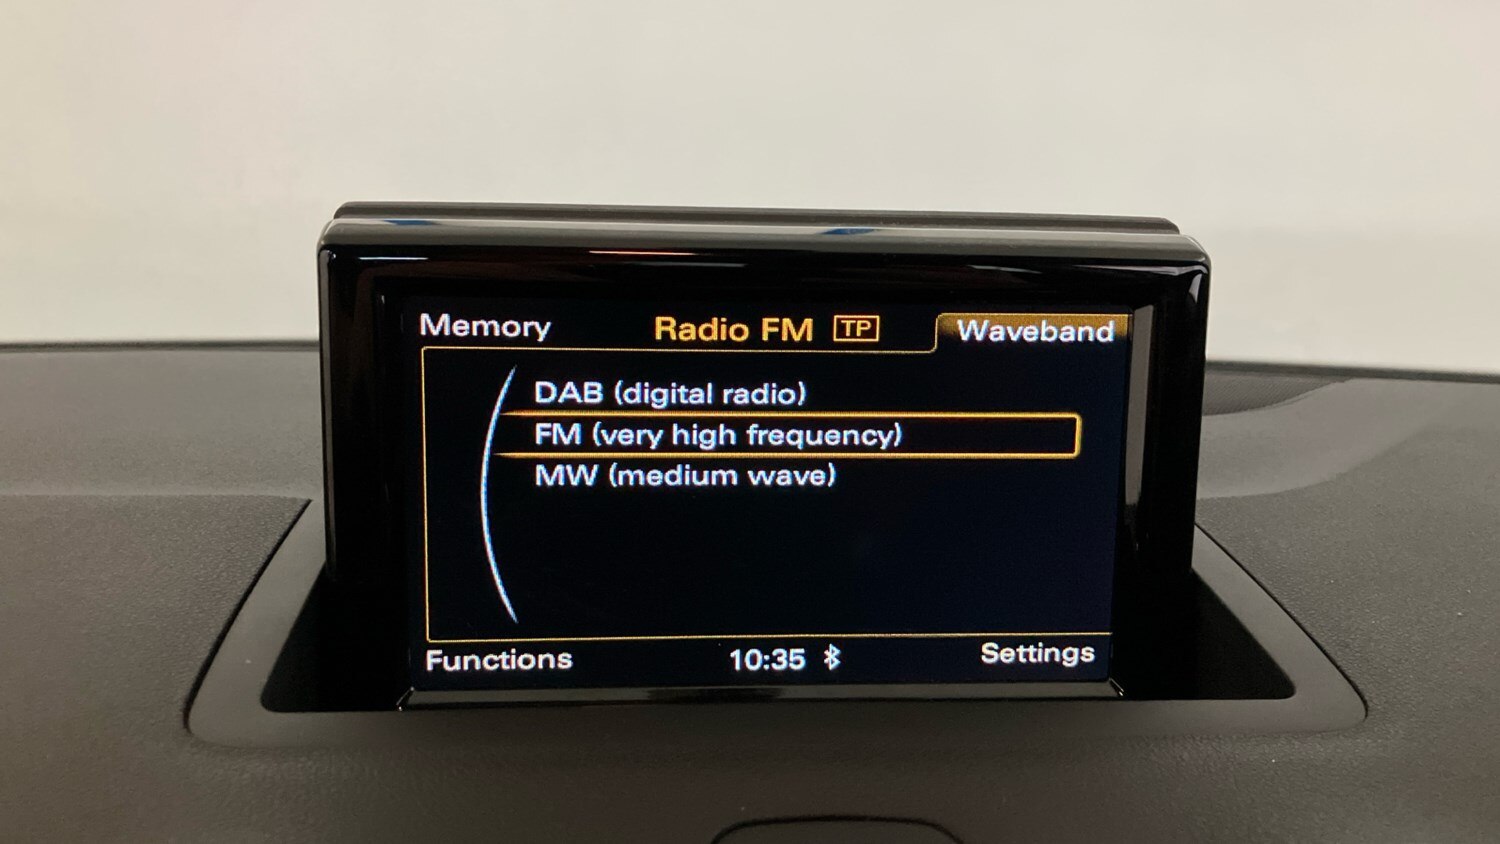 Memory Radio FM TP Waveband
DAB (digital radio)
FM (very high frequency)
MW (medium wave)
Functions 10:35 Settings